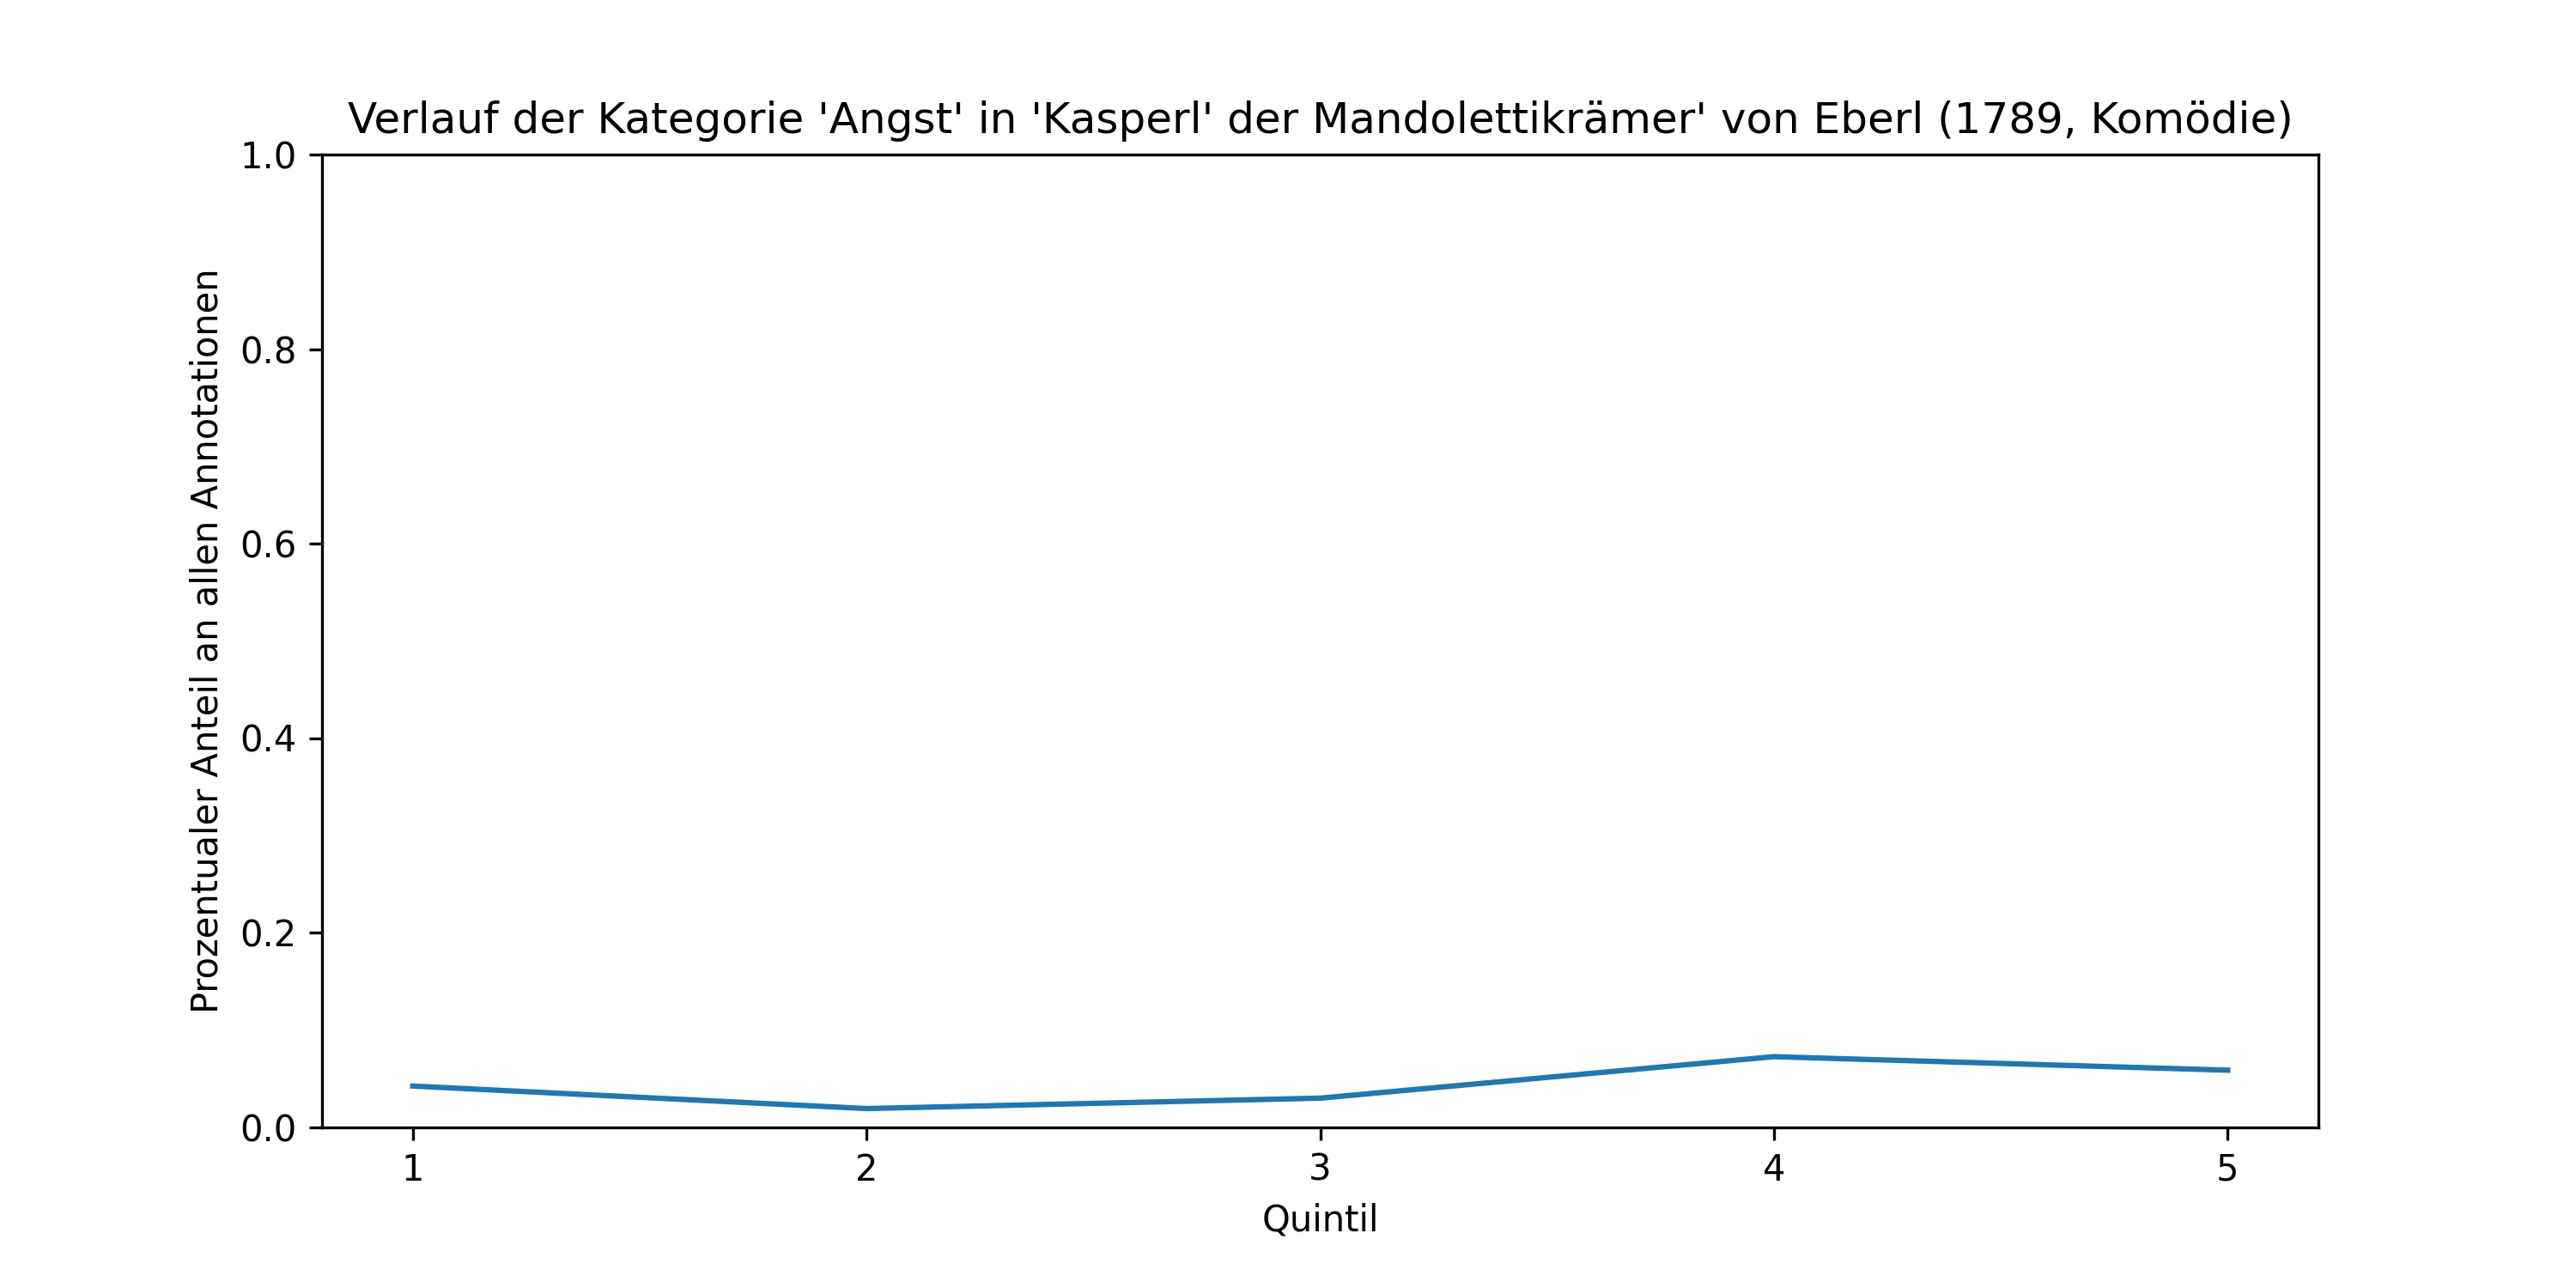 Verlauf der Kategorie 'Angst' in 'Kasperl' der Mandolettikrämer' von Eberl (1789, Komödie)
Prozentualer Anteil an allen Annotationen
1.0
0.8
0.6
0.4
0.2
0.0
1 2 3 4 5
Quintil